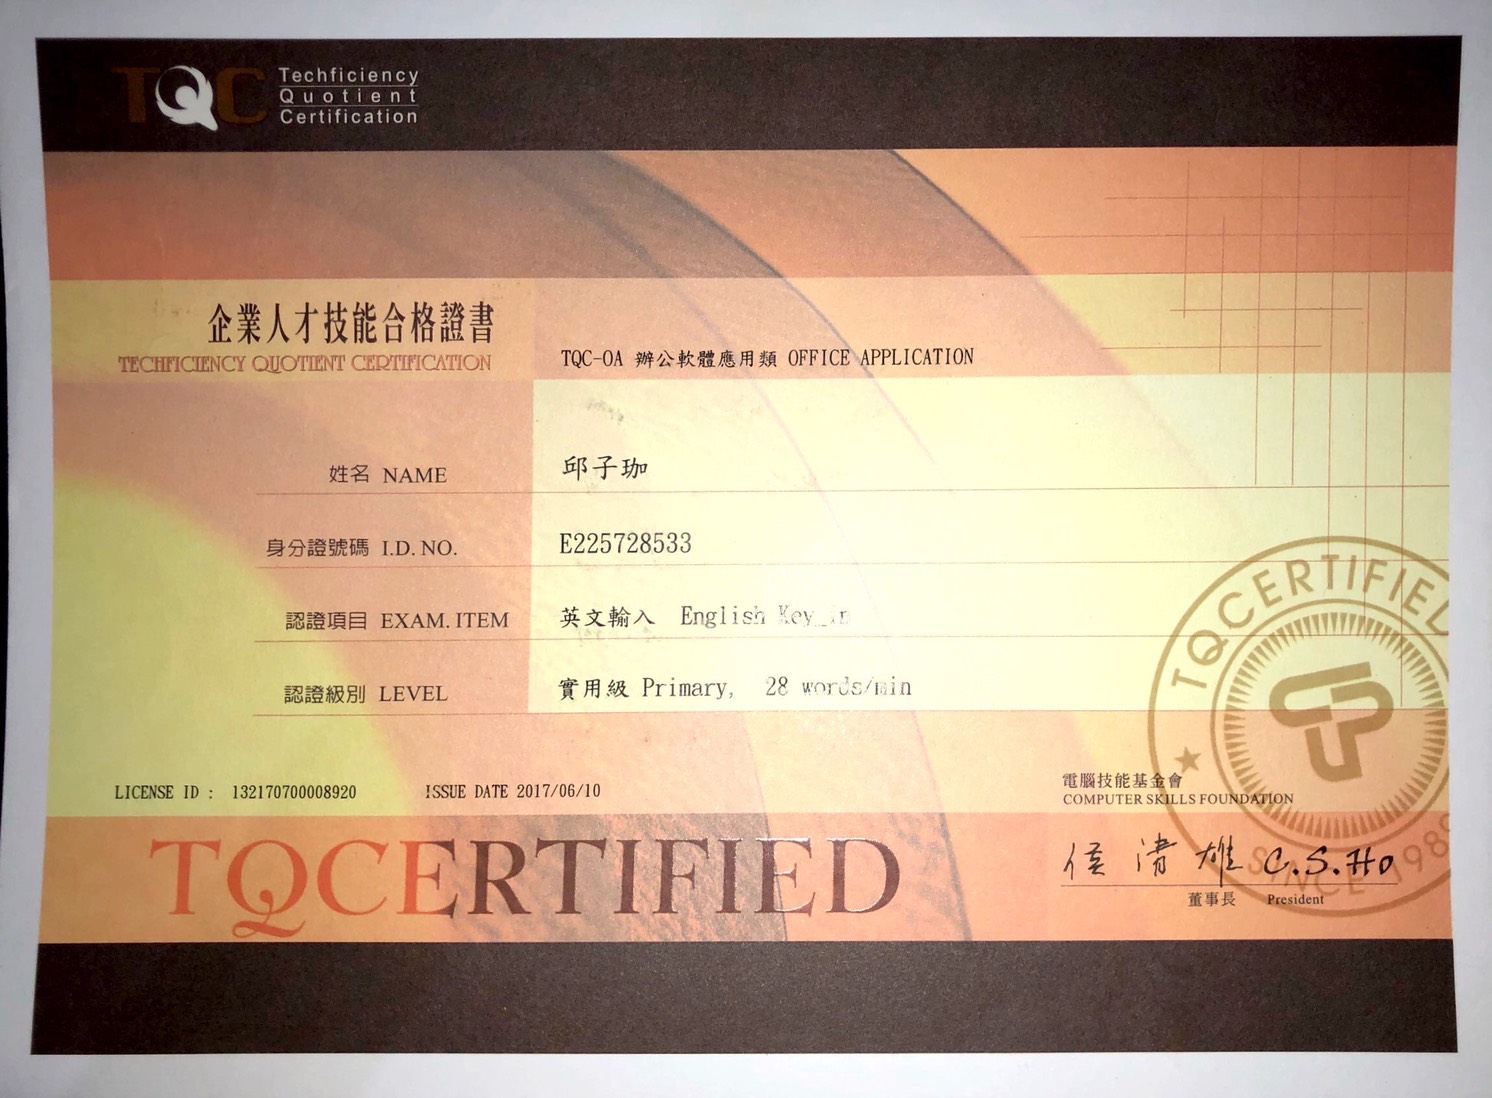 TQC
Techficiency
Quotient
Certification
企業人才技能合格證書
TECHFICIENCY QUOTIENT CERTIFICATION
TQC-OA 辦公軟體應用類 OFFICE APPLICATION
姓名 NAME 邱子珈
身分證號碼 I.D. NO. E225728533
認證項目 EXAM. ITEM 英文輸入 English Key_in
認證級別 LEVEL 實用級 Primary, 28 words/min
LICENSE ID : 132170700008920 ISSUE DATE 2017/06/10
電腦技能基金會
COMPUTER SKILLS FOUNDATION
TQCERTIFIED
侯清雄 C.S.Ho
董事長 President
TQCERTIFIED
SINCE 1989